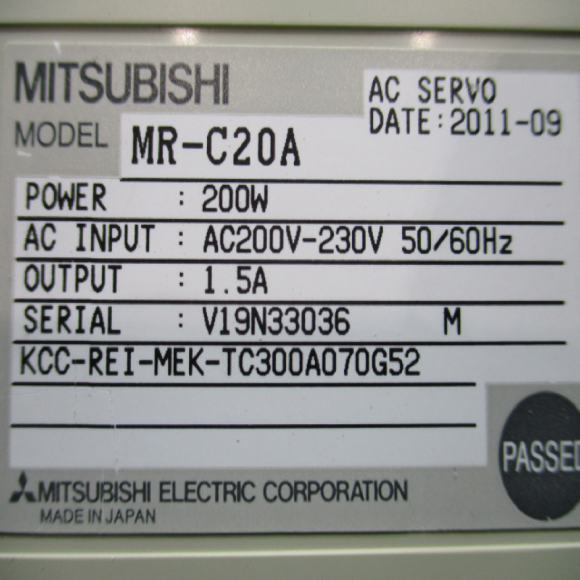 MITSUBISHI
AC SERVO
DATE:2011-09
MODEL MR-C20A
POWER : 200W
AC INPUT : AC200V-230V 50/60Hz
OUTPUT : 1.5A
SERIAL : V19N33036 M
KCC-REI-MEK-TC300A070G52
PASSED
MITSUBISHI ELECTRIC CORPORATION
MADE IN JAPAN